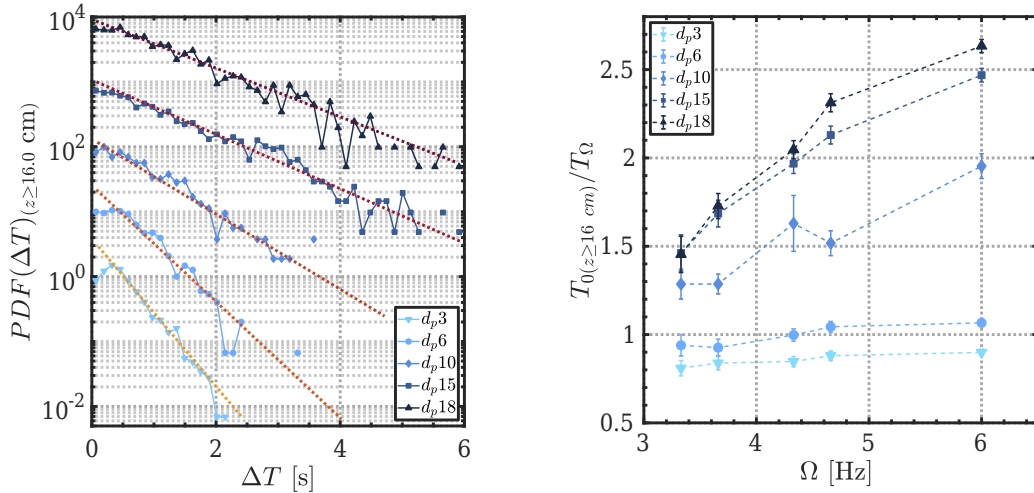 10^4
10^2
10^0
10^-2
PDF(ΔT)(z≥16.0 cm)
d_p3
d_p6
d_p10
d_p15
d_p18
0 2 4 6
ΔT [s]
2.5
2
1.5
1
0.5
T_0(z≥16 cm)/T_Ω
d_p3
d_p6
d_p10
d_p15
d_p18
3 4 5 6
Ω [Hz]